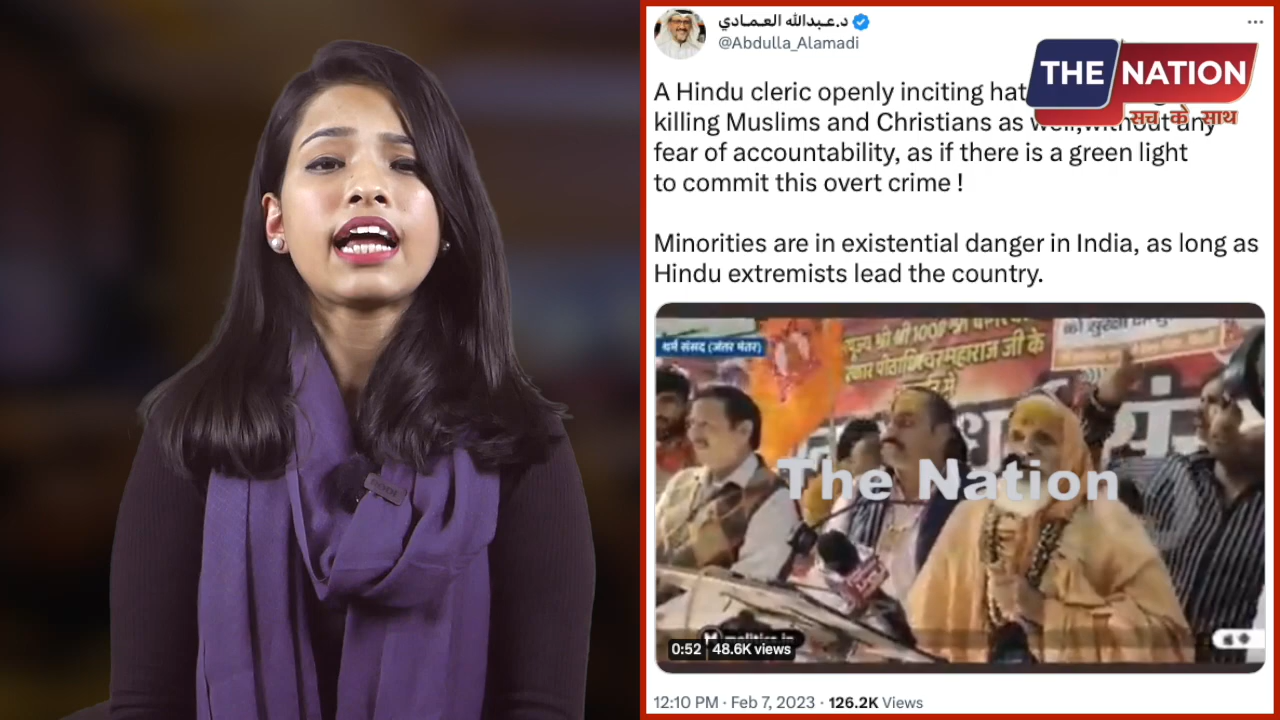 د.عبدالله العمادي
@Abdulla_Alamadi
THE NATION
सच के साथ
A Hindu cleric openly inciting
killing Muslims and Christians as well,without any
fear of accountability, as if there is a green light
to commit this overt crime !
Minorities are in existential danger in India, as long as
Hindu extremists lead the country.
धर्म संसद (जंतर मंतर)
महाराज जी के
The Nation
0:52 48.6K views
12:10 PM · Feb 7, 2023 · 126.2K Views